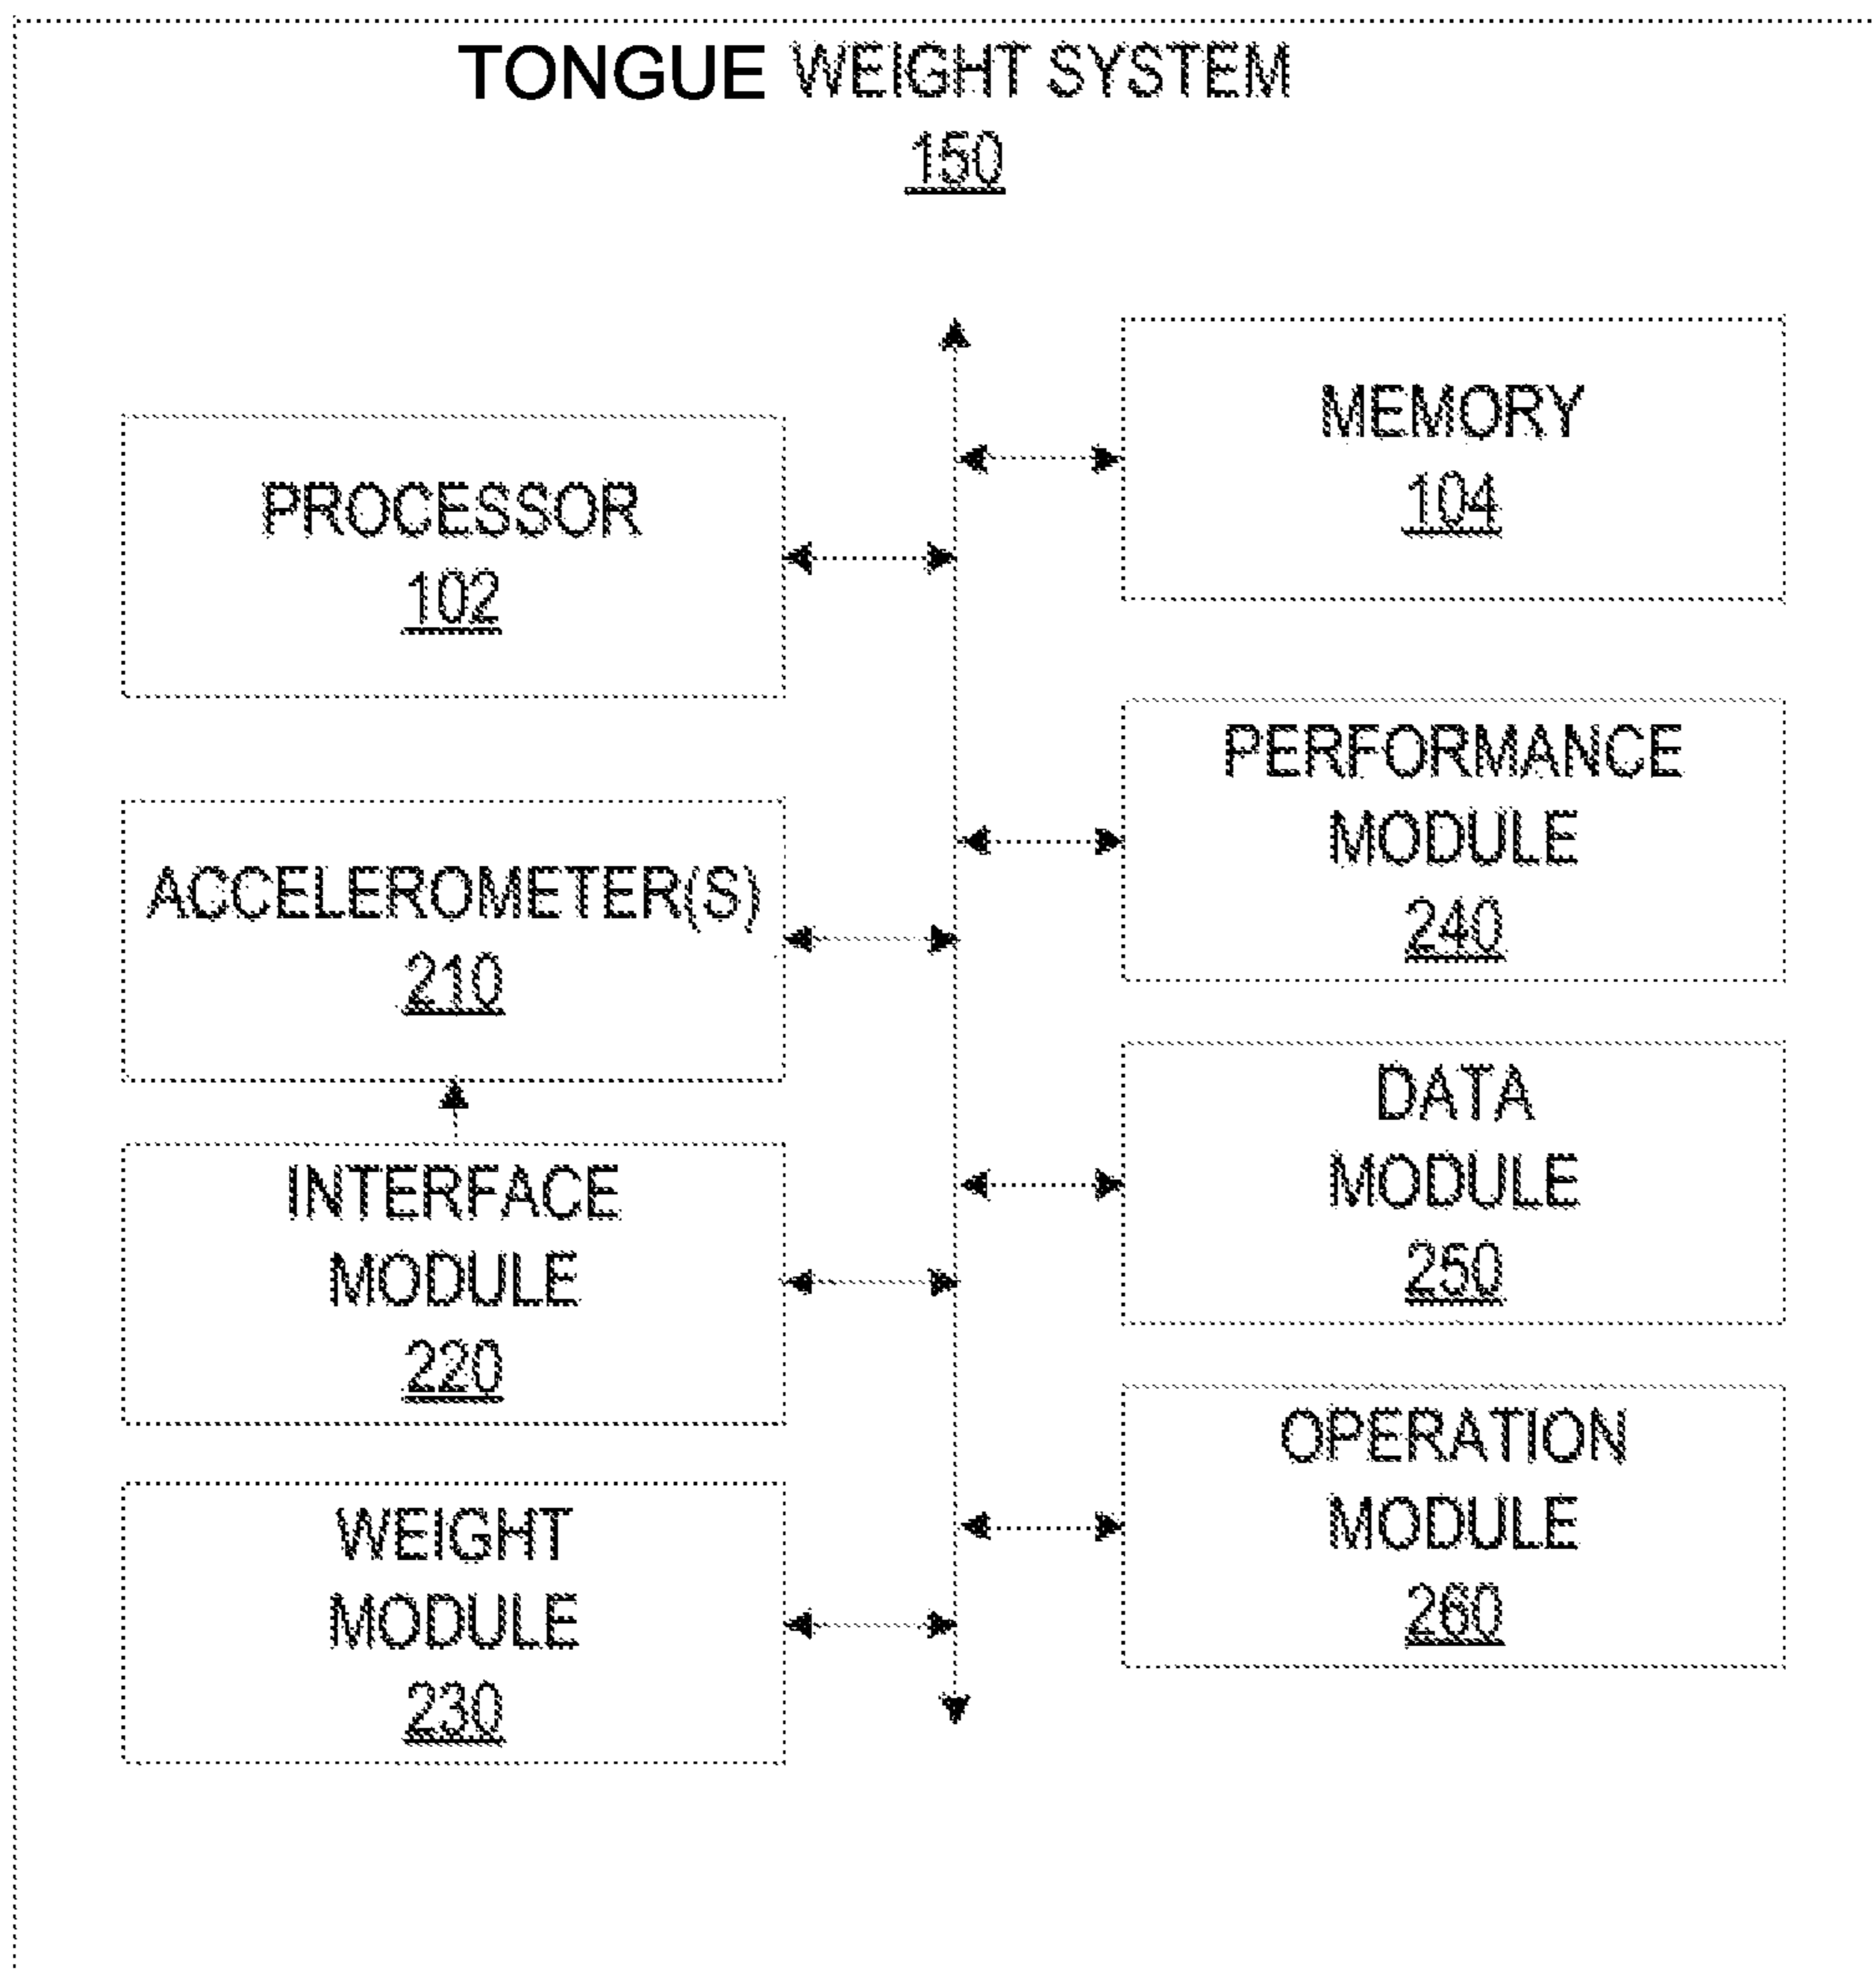 TONGUE WEIGHT SYSTEM
150
PROCESSOR
102
MEMORY
104
ACCELEROMETER(S)
210
PERFORMANCE
MODULE
240
INTERFACE
MODULE
220
DATA
MODULE
250
WEIGHT
MODULE
230
OPERATION
MODULE
260